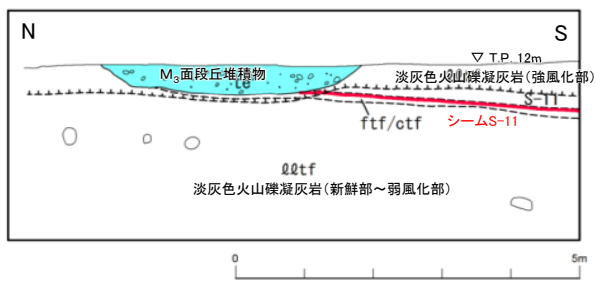 N
S
▽ T.P. 12m
M₃面段丘堆積物
te
淡灰色火山礫凝灰岩(強風化部)
S-11
ftf/ctf
シームS-11
ℓℓtf
淡灰色火山礫凝灰岩(新鮮部～弱風化部)
0
5m